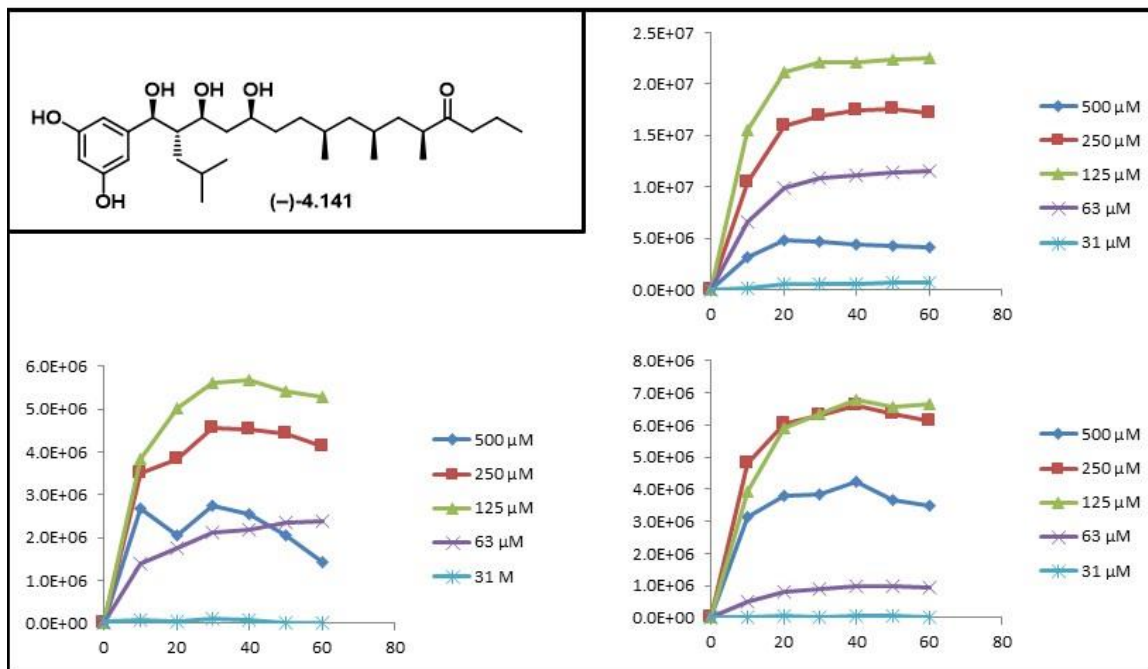 OH OH OH O
HO
OH
(–)-4.141
2.5E+07
2.0E+07
1.5E+07
1.0E+07
5.0E+06
0.0E+00
0 20 40 60 80
500 µM
250 µM
125 µM
63 µM
31 µM
6.0E+06
5.0E+06
4.0E+06
3.0E+06
2.0E+06
1.0E+06
0.0E+00
0 20 40 60 80
500 µM
250 µM
125 µM
63 µM
31 M
8.0E+06
7.0E+06
6.0E+06
5.0E+06
4.0E+06
3.0E+06
2.0E+06
1.0E+06
0.0E+00
0 20 40 60 80
500 µM
250 µM
125 µM
63 µM
31 µM